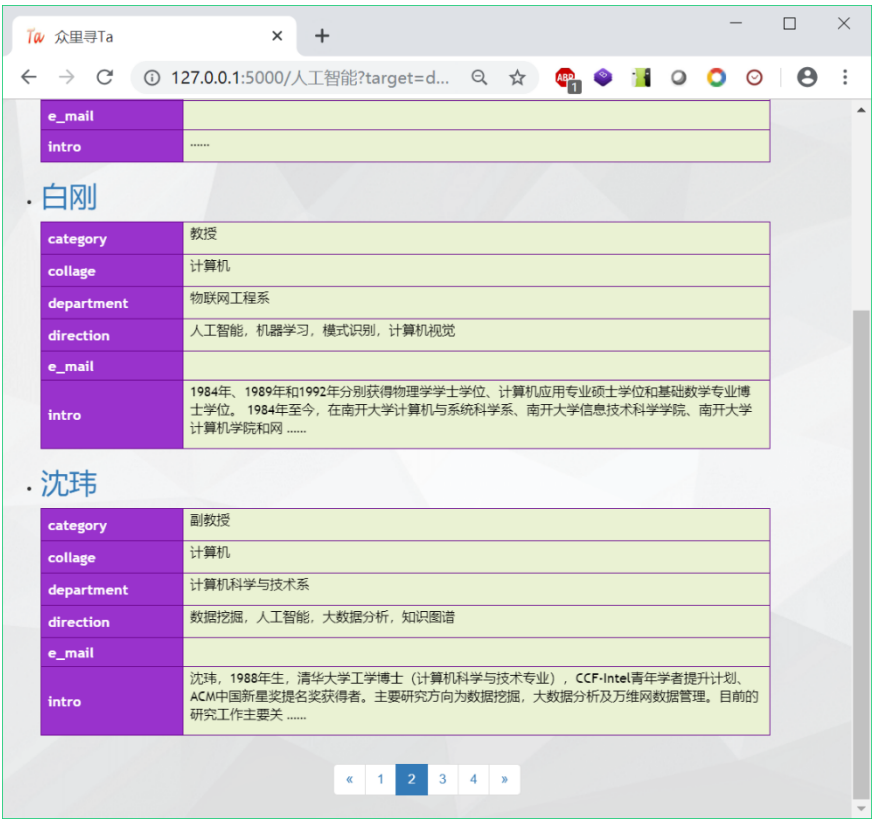 Ta 众里寻Ta
127.0.0.1:5000/人工智能?target=d...
ABP
1
e_mail
intro ......
白刚
category 教授
collage 计算机
department 物联网工程系
direction 人工智能，机器学习，模式识别，计算机视觉
e_mail
intro
1984年、1989年和1992年分别获得物理学学士学位、计算机应用专业硕士学位和基础数学专业博
士学位。 1984年至今，在南开大学计算机与系统科学系、南开大学信息技术科学学院、南开大学
计算机学院和网 ......
沈玮
category 副教授
collage 计算机
department 计算机科学与技术系
direction 数据挖掘，人工智能，大数据分析，知识图谱
e_mail
intro
沈玮，1988年生，清华大学工学博士（计算机科学与技术专业）, CCF-Intel青年学者提升计划、
ACM中国新星奖提名奖获得者。主要研究方向为数据挖掘，大数据分析及万维网数据管理。目前的
研究工作主要关 ......
« 1 2 3 4 »